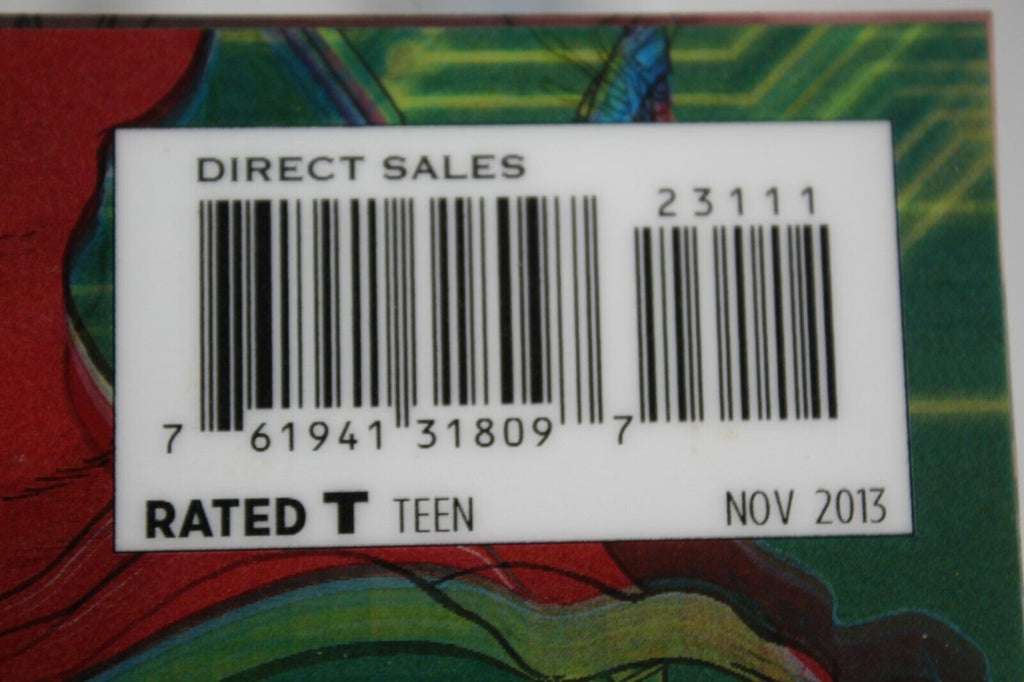 DIRECT SALES
23111
7 61941 31809 7
RATED T TEEN
NOV 2013